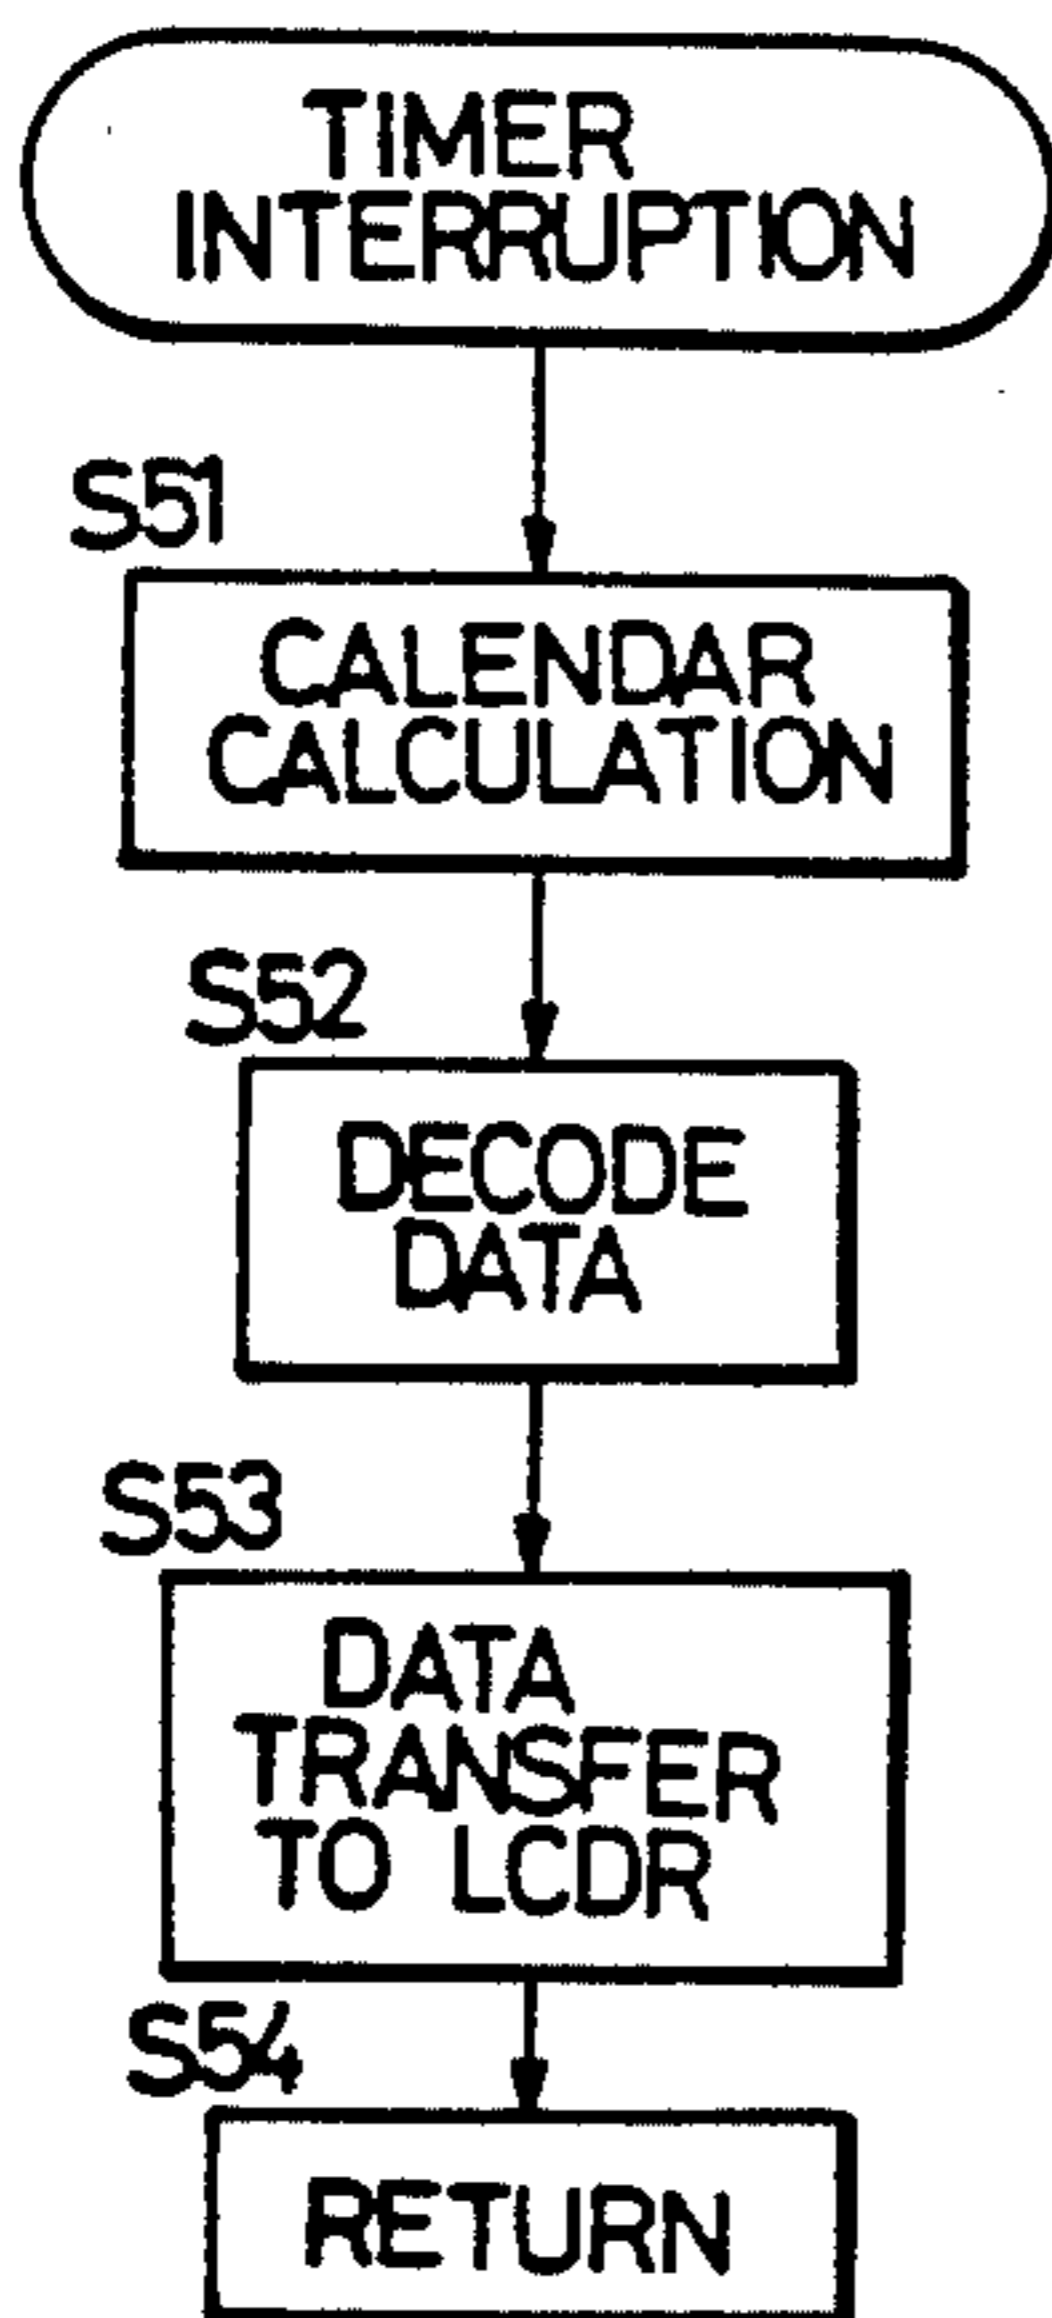 TIMER
INTERRUPTION
S51
CALENDAR
CALCULATION
S52
DECODE
DATA
S53
DATA
TRANSFER
TO LCDR
S54
RETURN